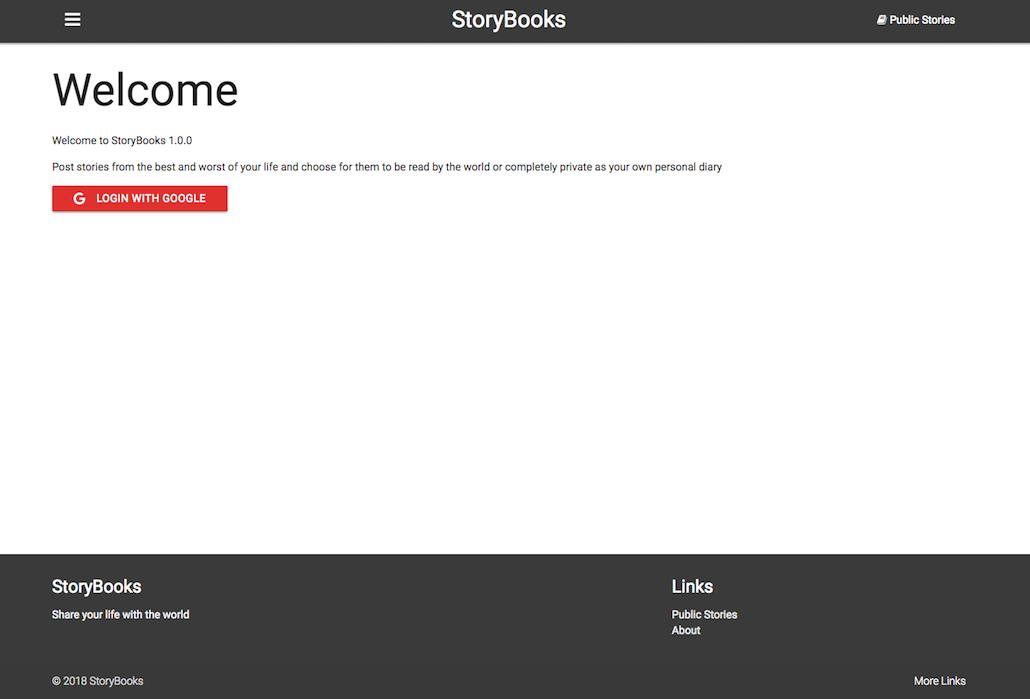 StoryBooks
Public Stories
Welcome
Welcome to StoryBooks 1.0.0
Post stories from the best and worst of your life and choose for them to be read by the world or completely private as your own personal diary
LOGIN WITH GOOGLE
StoryBooks
Share your life with the world
Links
Public Stories
About
© 2018 StoryBooks
More Links